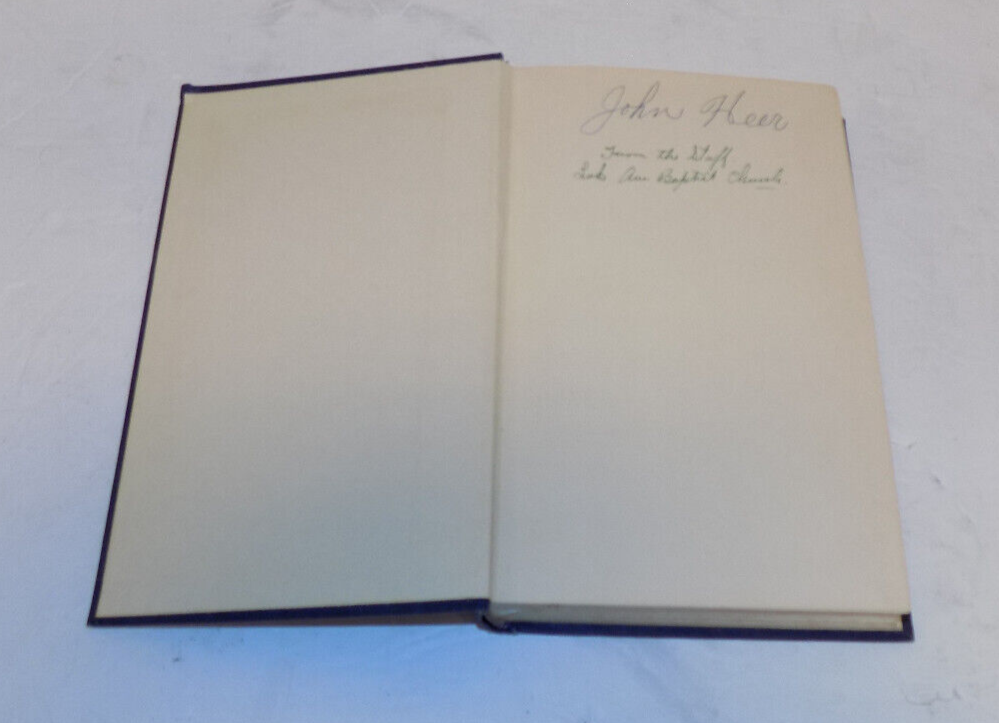 John Heer
From the Staff
Lake Ave Baptist Church.